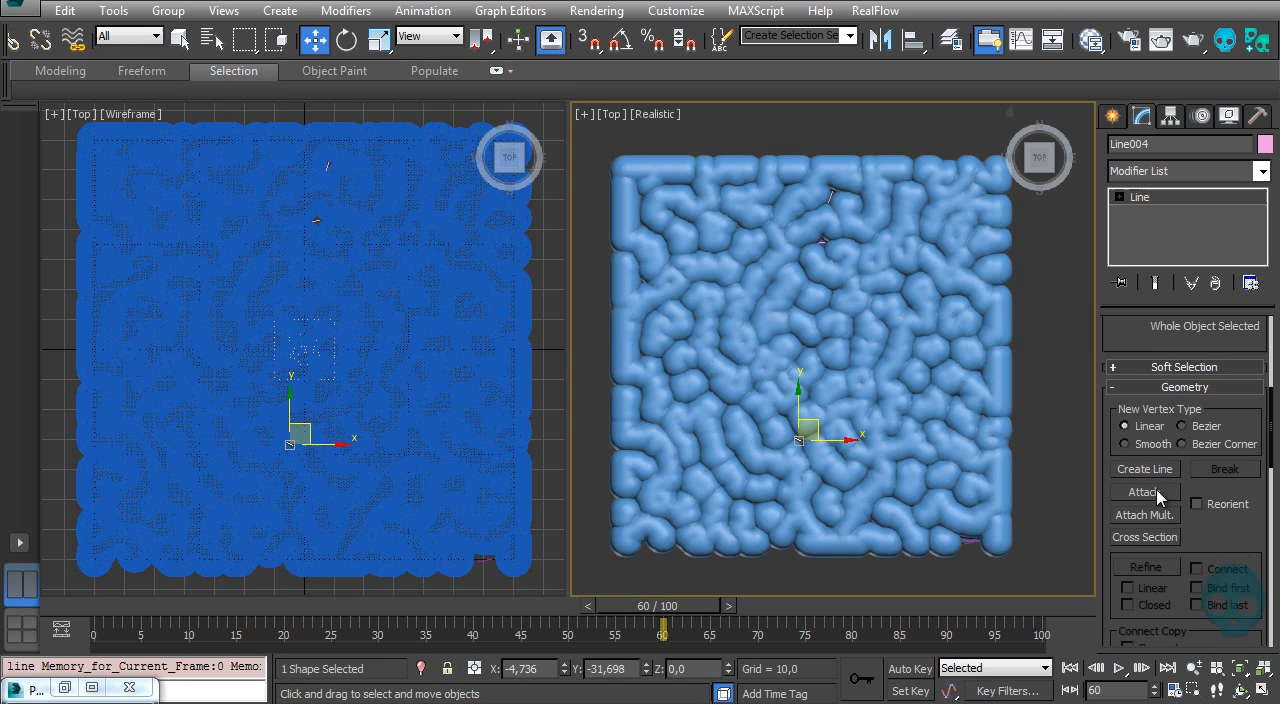 Edit Tools Group Views Create Modifiers Animation Graph Editors Rendering Customize MAXScript Help RealFlow
All View 3 ABC Create Selection Se
Modeling Freeform Selection Object Paint Populate
[+] [Top] [Wireframe]
[+] [Top] [Realistic]
TOP
TOP
y
x
y
x
Line004
Modifier List
Line
Whole Object Selected
+ Soft Selection
- Geometry
New Vertex Type
Linear Bezier
Smooth Bezier Corner
Create Line Break
Attach
Reorient
Attach Mult.
Cross Section
Refine Connect
Linear Bind first
Closed Bind last
Connect Copy
< 60 / 100 >
0 5 10 15 20 25 30 35 40 45 50 55 60 65 70 75 80 85 90 95 100
line Memory_for_Current_Frame:0 Memo:
1 Shape Selected X: -4,736 Y: -31,698 Z: 0,0 Grid = 10,0 Auto Key Selected
P...
Click and drag to select and move objects Add Time Tag Set Key Key Filters... 60